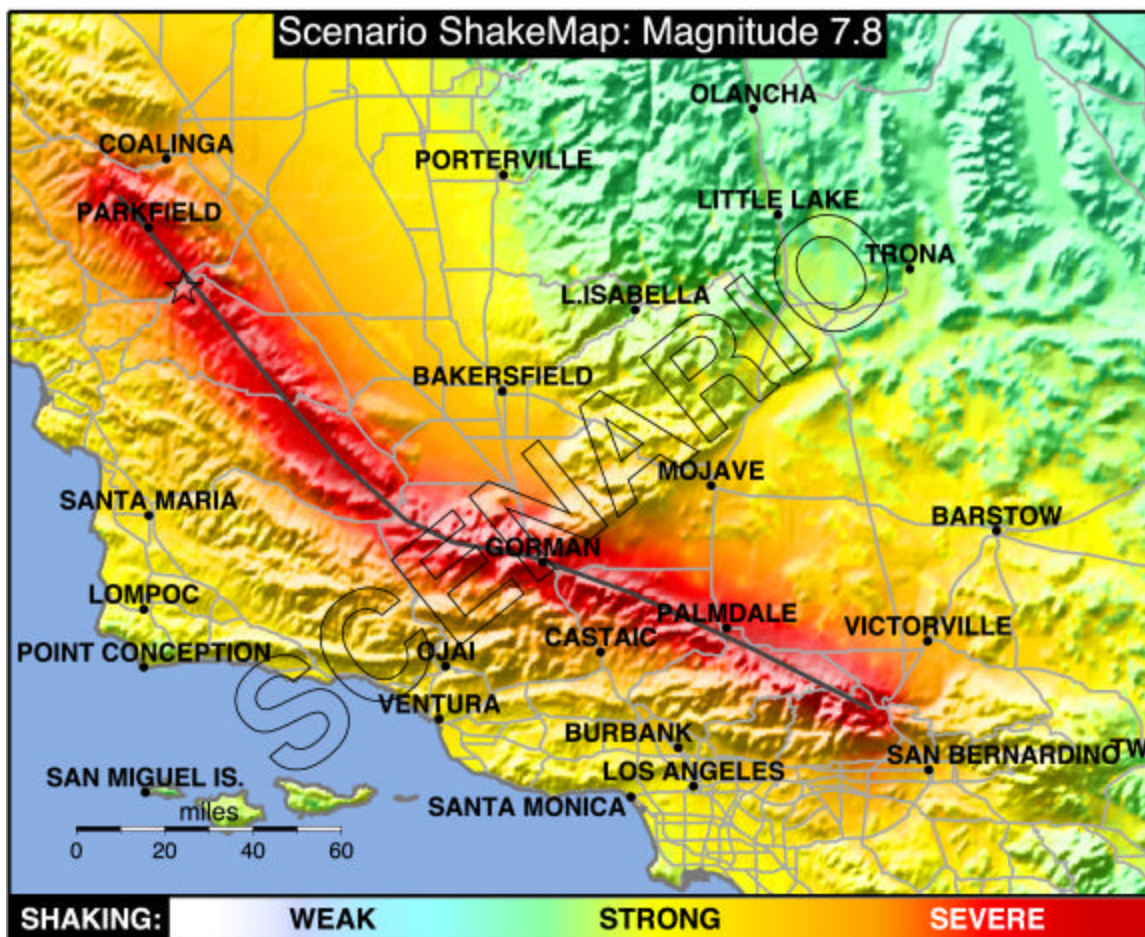 Scenario ShakeMap: Magnitude 7.8
OLANCHA
COALINGA
PORTERVILLE
PARKFIELD
LITTLE LAKE
TRONA
L.ISABELLA
BAKERSFIELD
MOJAVE
SANTA MARIA
BARSTOW
GORMAN
LOMPOC
PALMDALE
VICTORVILLE
CASTAIC
POINT CONCEPTION
OJAI
VENTURA
BURBANK
SAN BERNARDINO
TW
LOS ANGELES
SAN MIGUEL IS.
SANTA MONICA
miles
0 20 40 60
SCENARIO
SHAKING: WEAK STRONG SEVERE